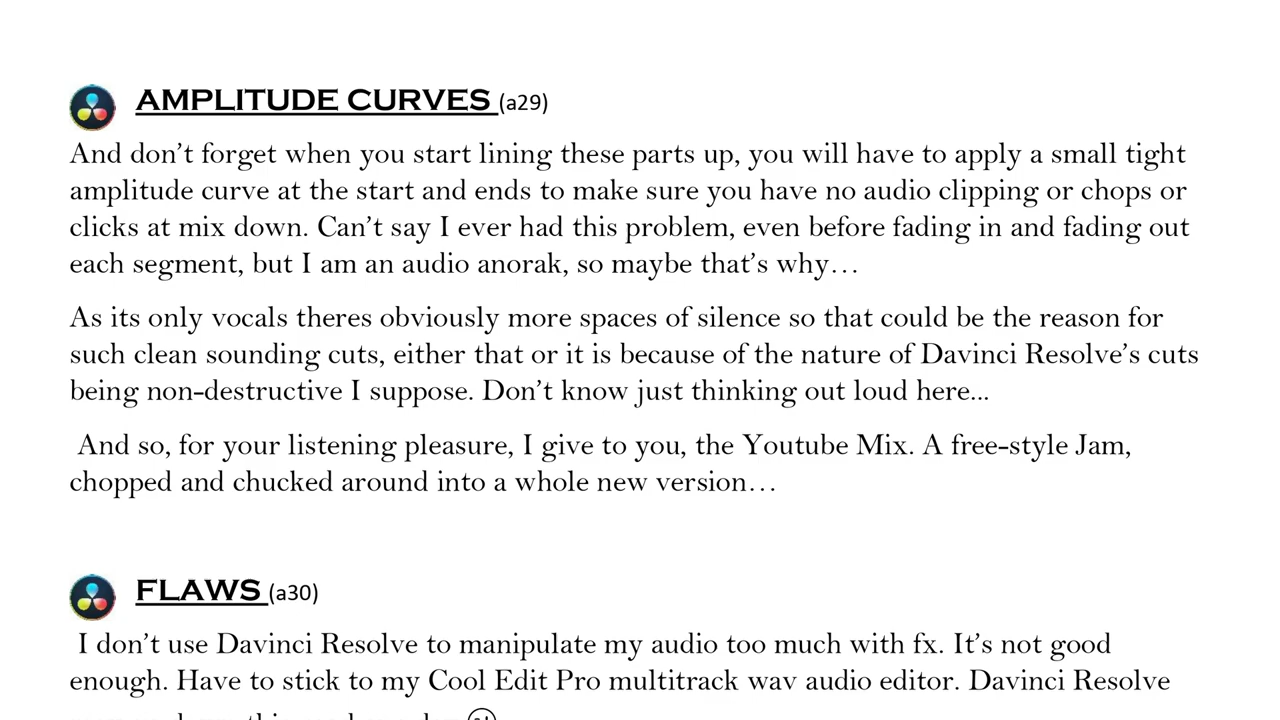 AMPLITUDE CURVES (a29)
And don’t forget when you start lining these parts up, you will have to apply a small tight
amplitude curve at the start and ends to make sure you have no audio clipping or chops or
clicks at mix down. Can’t say I ever had this problem, even before fading in and fading out
each segment, but I am an audio anorak, so maybe that’s why…
As its only vocals theres obviously more spaces of silence so that could be the reason for
such clean sounding cuts, either that or it is because of the nature of Davinci Resolve’s cuts
being non-destructive I suppose. Don’t know just thinking out loud here...
And so, for your listening pleasure, I give to you, the Youtube Mix. A free-style Jam,
chopped and chucked around into a whole new version…
FLAWS (a30)
I don’t use Davinci Resolve to manipulate my audio too much with fx. It’s not good
enough. Have to stick to my Cool Edit Pro multitrack wav audio editor. Davinci Resolve